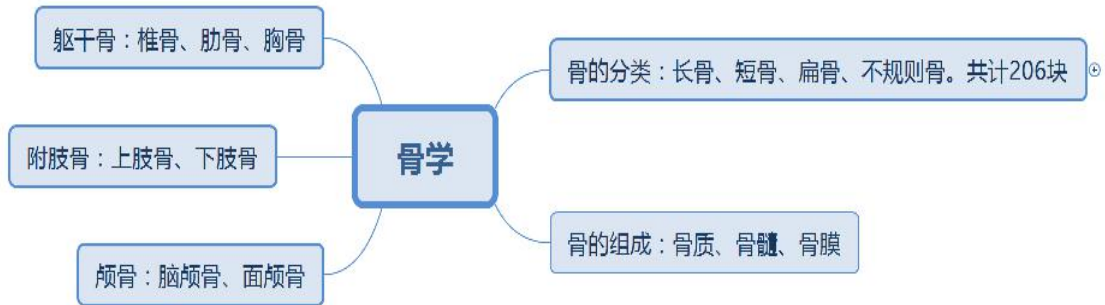 躯干骨：椎骨、肋骨、胸骨
骨的分类：长骨、短骨、扁骨、不规则骨。共计206块
附肢骨：上肢骨、下肢骨
骨学
骨的组成：骨质、骨髓、骨膜
颅骨：脑颅骨、面颅骨